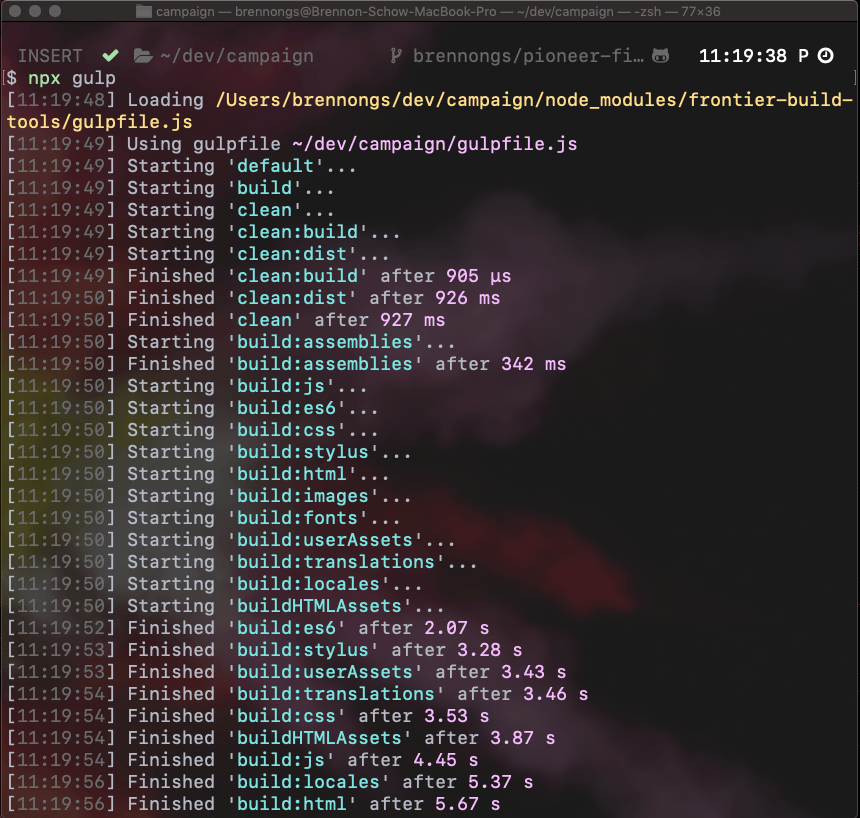 campaign — brennongs@Brennon-Schow-MacBook-Pro — ~/dev/campaign — -zsh — 77×36
INSERT ✔ ~/dev/campaign brennongs/pioneer-fi… 11:19:38 P
$ npx gulp
[11:19:48] Loading /Users/brennongs/dev/campaign/node_modules/frontier-build-
tools/gulpfile.js
[11:19:49] Using gulpfile ~/dev/campaign/gulpfile.js
[11:19:49] Starting 'default'...
[11:19:49] Starting 'build'...
[11:19:49] Starting 'clean'...
[11:19:49] Starting 'clean:build'...
[11:19:49] Starting 'clean:dist'...
[11:19:49] Finished 'clean:build' after 905 μs
[11:19:50] Finished 'clean:dist' after 926 ms
[11:19:50] Finished 'clean' after 927 ms
[11:19:50] Starting 'build:assemblies'...
[11:19:50] Finished 'build:assemblies' after 342 ms
[11:19:50] Starting 'build:js'...
[11:19:50] Starting 'build:es6'...
[11:19:50] Starting 'build:css'...
[11:19:50] Starting 'build:stylus'...
[11:19:50] Starting 'build:html'...
[11:19:50] Starting 'build:images'...
[11:19:50] Starting 'build:fonts'...
[11:19:50] Starting 'build:userAssets'...
[11:19:50] Starting 'build:translations'...
[11:19:50] Starting 'build:locales'...
[11:19:50] Starting 'buildHTMLAssets'...
[11:19:52] Finished 'build:es6' after 2.07 s
[11:19:53] Finished 'build:stylus' after 3.28 s
[11:19:53] Finished 'build:userAssets' after 3.43 s
[11:19:54] Finished 'build:translations' after 3.46 s
[11:19:54] Finished 'build:css' after 3.53 s
[11:19:54] Finished 'buildHTMLAssets' after 3.87 s
[11:19:54] Finished 'build:js' after 4.45 s
[11:19:56] Finished 'build:locales' after 5.37 s
[11:19:56] Finished 'build:html' after 5.67 s